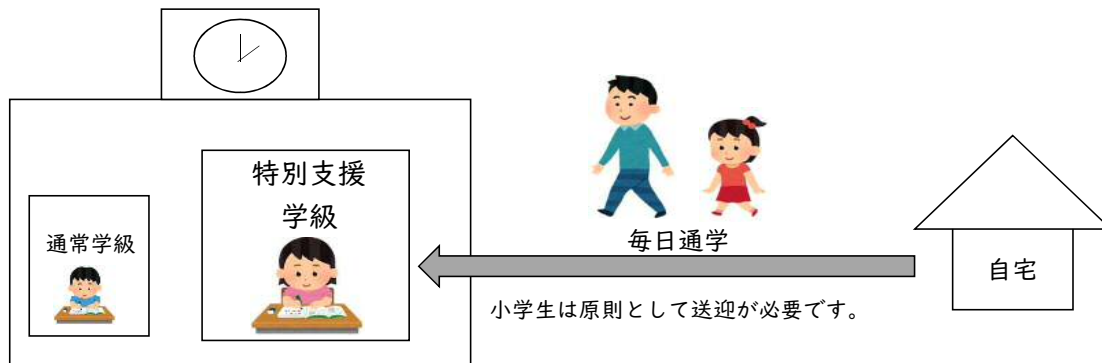 特別支援
学級
通常学級
毎日通学
自宅
小学生は原則として送迎が必要です。